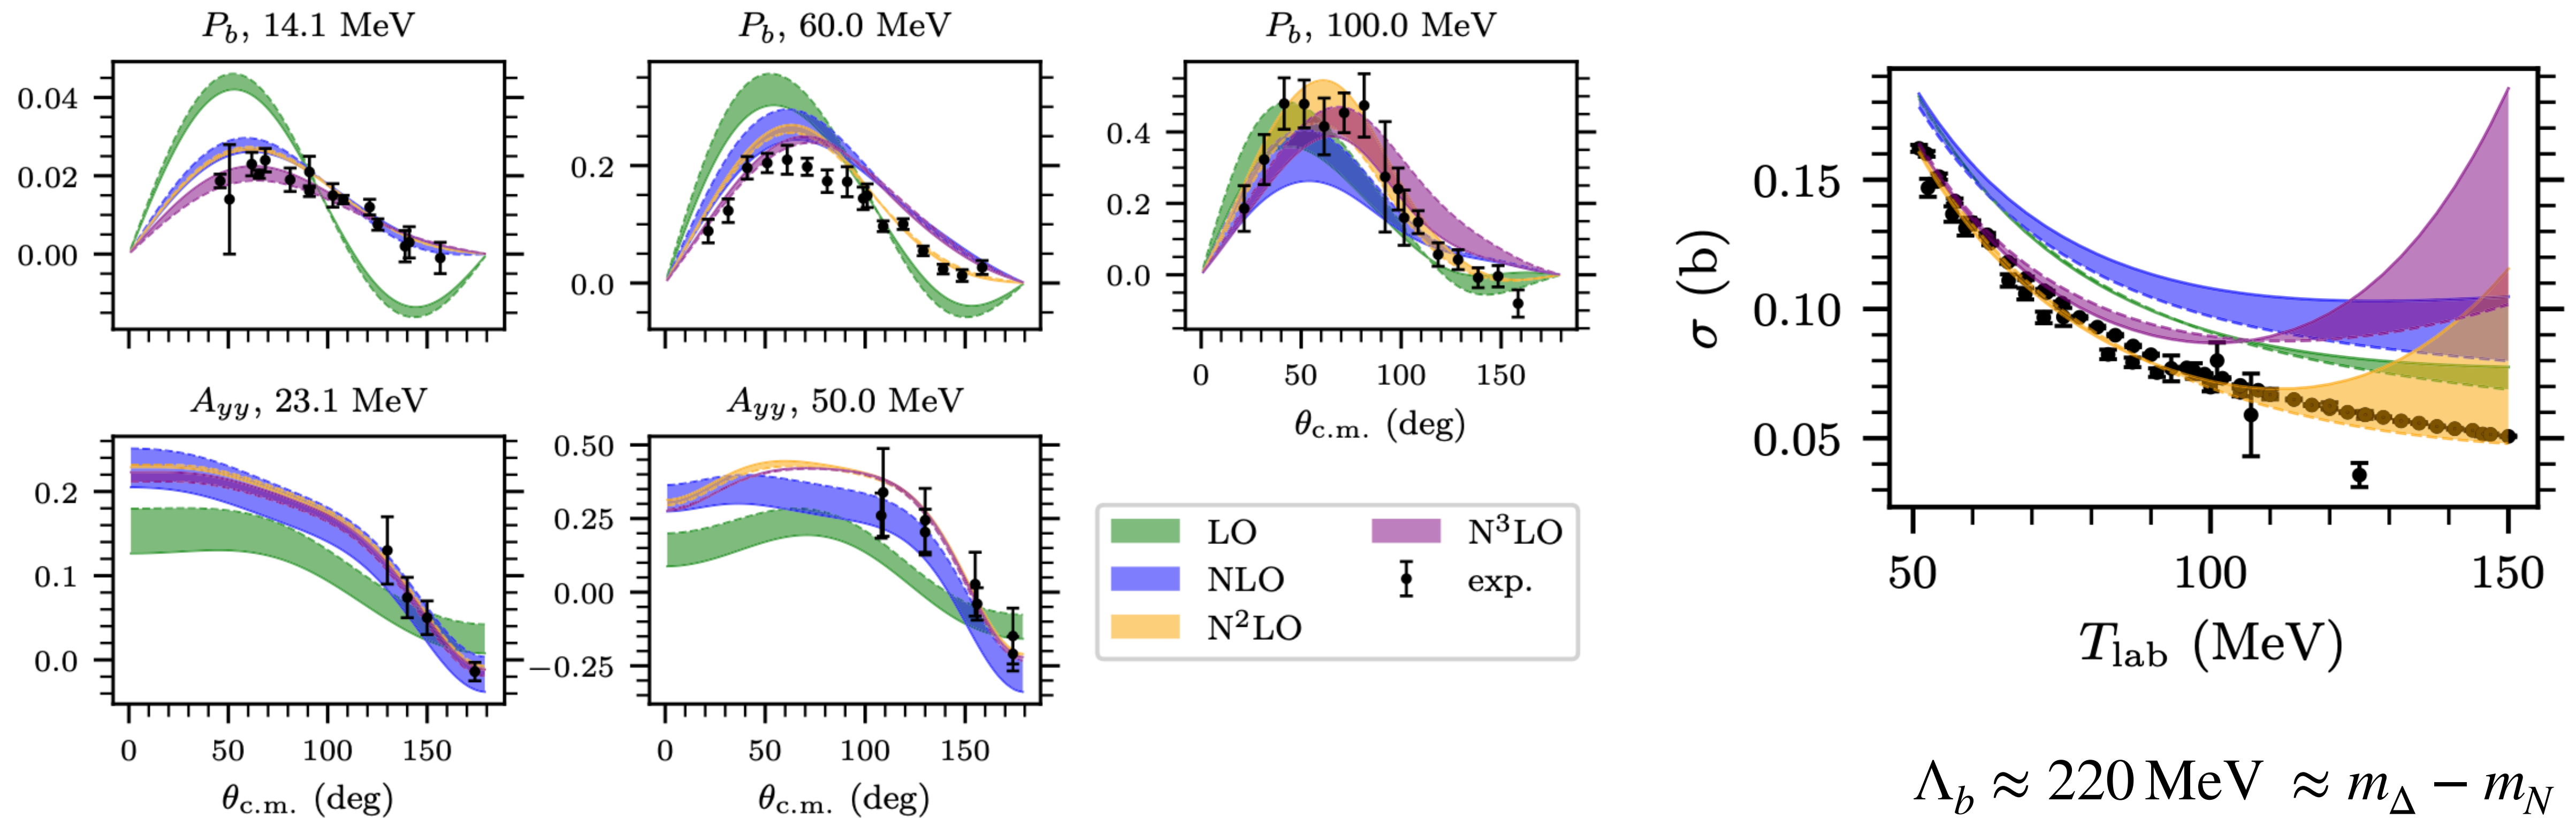 P_b, 14.1 MeV
0.04
0.02
0.00
P_b, 60.0 MeV
0.2
0.0
P_b, 100.0 MeV
0.4
0.2
0.0
0 50 100 150
θ_c.m. (deg)
A_yy, 23.1 MeV
0.2
0.1
0.0
0 50 100 150
θ_c.m. (deg)
A_yy, 50.0 MeV
0.50
0.25
0.00
−0.25
0 50 100 150
θ_c.m. (deg)
LO
NLO
N²LO
N³LO
exp.
σ (b)
0.15
0.10
0.05
50 100 150
T_lab (MeV)
Λ_b ≈ 220 MeV ≈ m_Δ − m_N